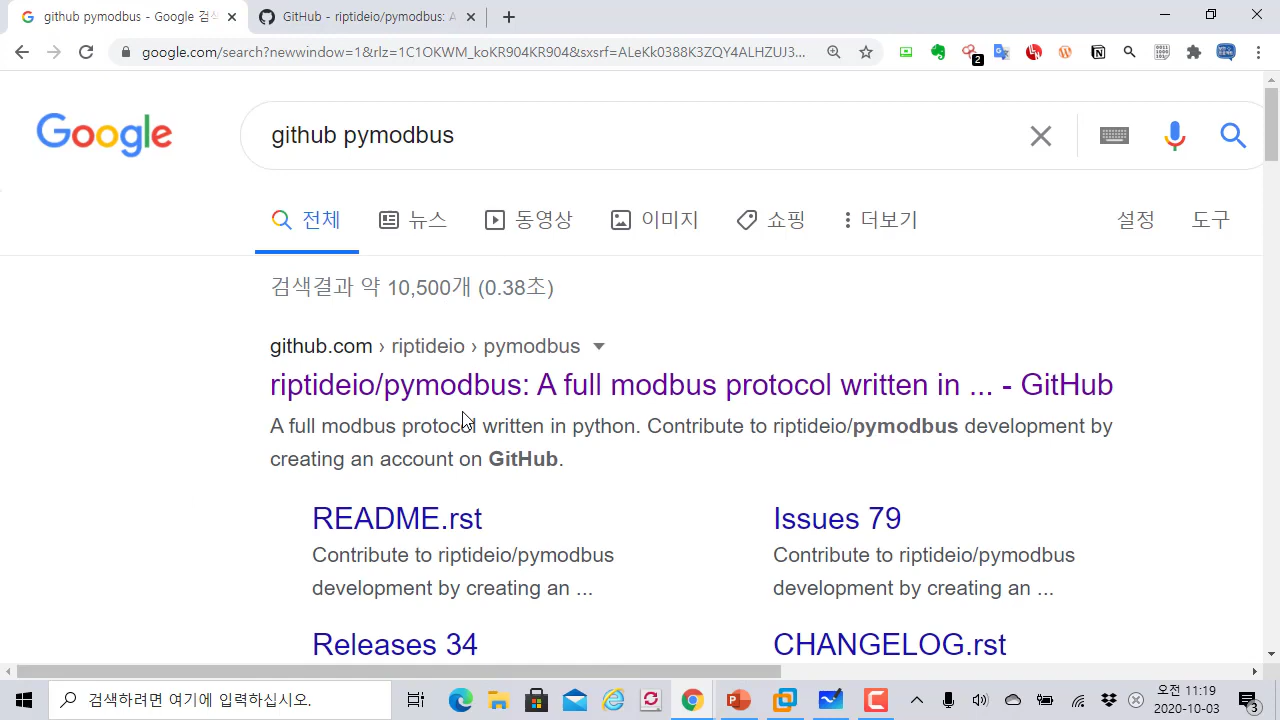 github pymodbus - Google 검색
GitHub - riptideio/pymodbus: A
google.com/search?newwindow=1&rlz=1C1OKWM_koKR904KR904&sxsrf=ALeKk0388K3ZQY4ALHZUJ3...
2
Google
github pymodbus
전체
뉴스
동영상
이미지
쇼핑
더보기
설정
도구
검색결과 약 10,500개 (0.38초)
github.com › riptideio › pymodbus
riptideio/pymodbus: A full modbus protocol written in ... - GitHub
A full modbus protocol written in python. Contribute to riptideio/pymodbus development by
creating an account on GitHub.
README.rst
Contribute to riptideio/pymodbus
development by creating an ...
Issues 79
Contribute to riptideio/pymodbus
development by creating an ...
Releases 34
CHANGELOG.rst
검색하려면 여기에 입력하십시오.
오전 11:19
2020-10-03
3